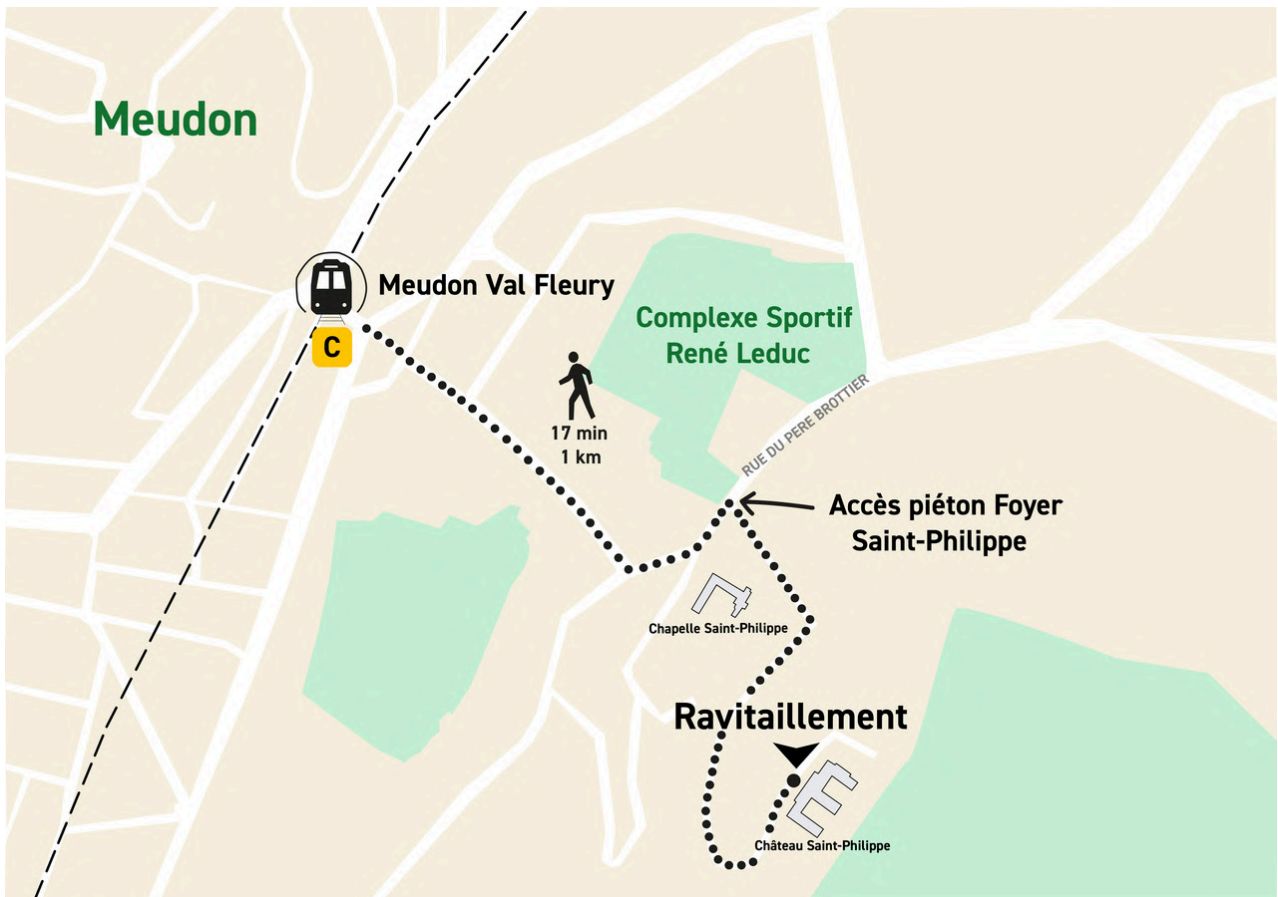 Meudon
Meudon Val Fleury
C
Complexe Sportif
René Leduc
17 min
1 km
RUE DU PERE BROTTIER
Accès piéton Foyer
Saint-Philippe
Chapelle Saint-Philippe
Ravitaillement
Château Saint-Philippe